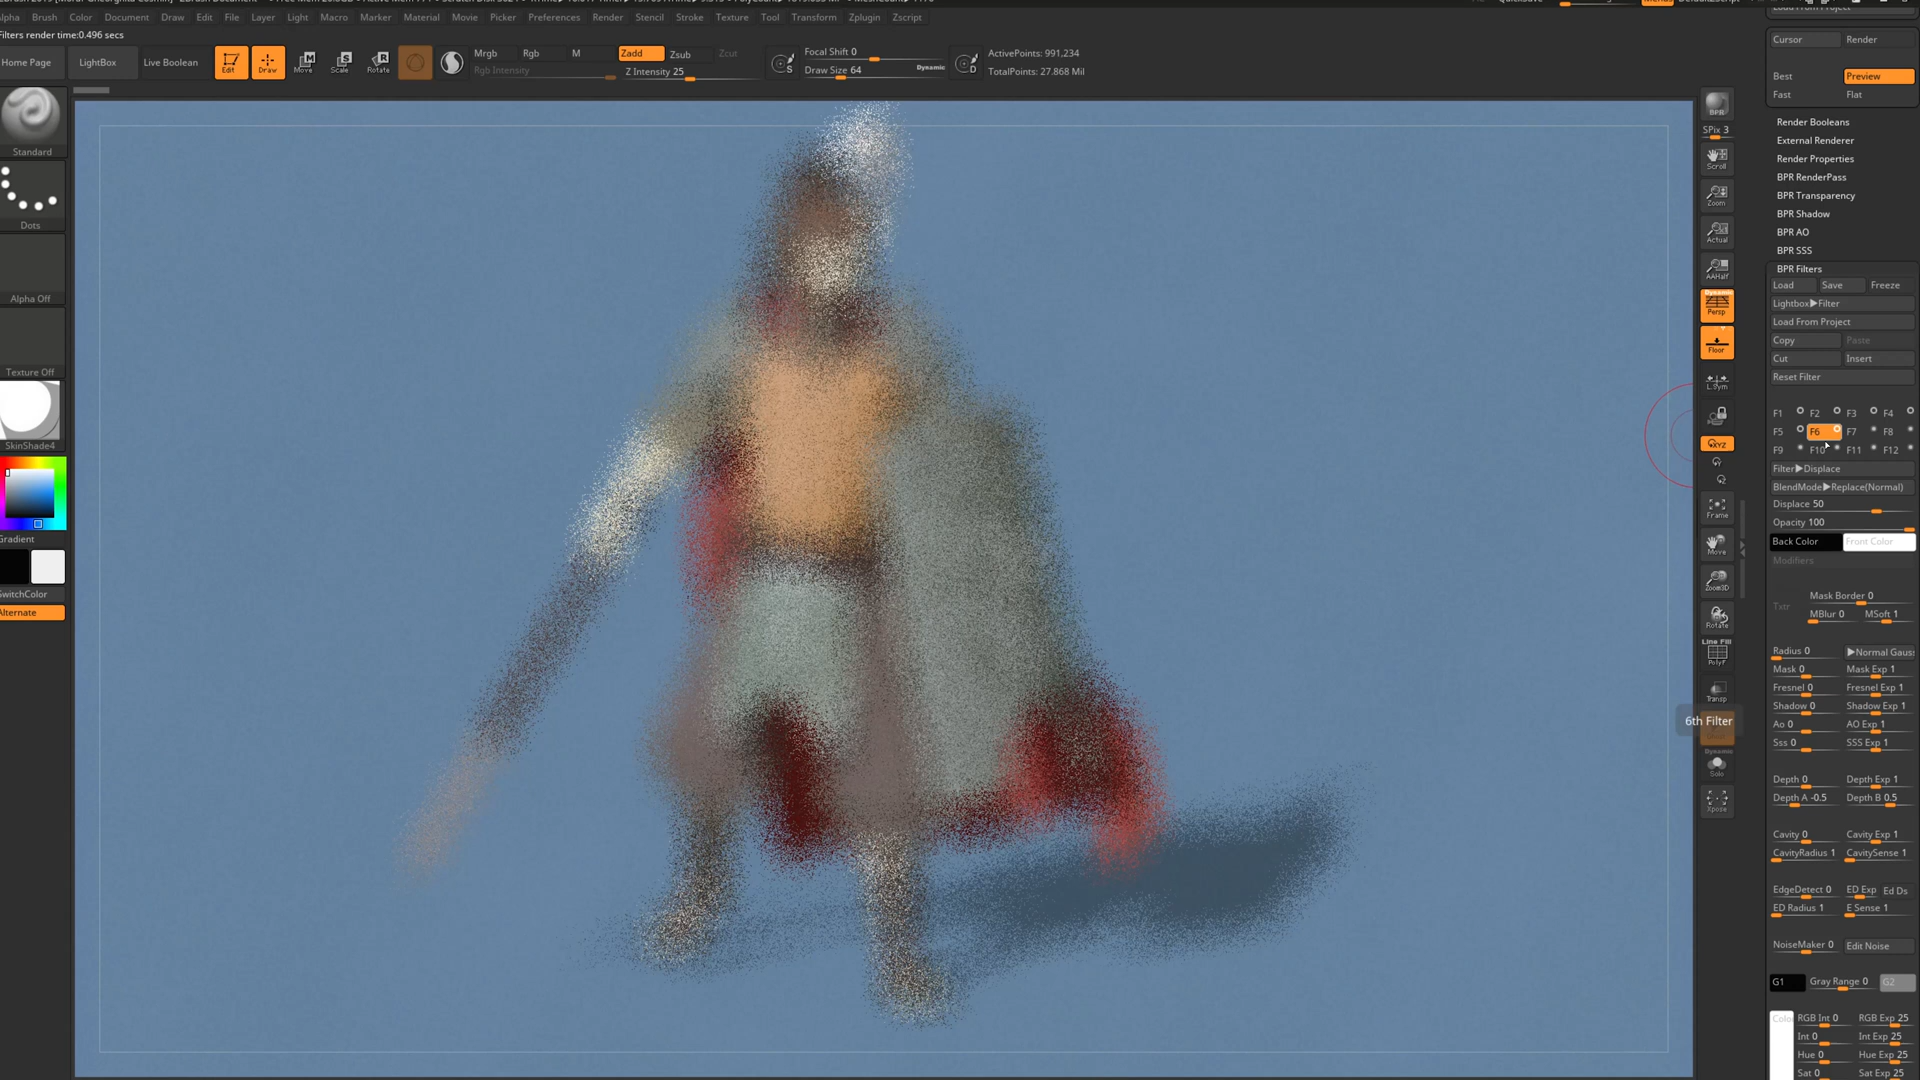 Alpha Brush Color Document Draw Edit File Layer Light Macro Marker Material Movie Picker Preferences Render Stencil Stroke Texture Tool Transform Zplugin Zscript
Filters render time:0.496 secs
Home Page LightBox Live Boolean Edit Draw Move Scale Rotate
Mrgb Rgb M
Rgb Intensity
Zadd Zsub Zcut
Z Intensity 25
S
Focal Shift 0
Draw Size 64 Dynamic
D
ActivePoints: 991,234
TotalPoints: 27.868 Mil
Standard
Dots
Alpha Off
Texture Off
SkinShade4
Gradient
SwitchColor
Alternate
BPR
SPix 3
Scroll
Zoom
Actual
AAHalf
Dynamic
Persp
Floor
L.Sym
XYZ
Frame
Move
Zoom3D
Rotate
Line Fill
PolyF
Transp
6th Filter
Dynamic
Solo
Xpose
Load From Project
Cursor Render
Best Preview
Fast Flat
Render Booleans
External Renderer
Render Properties
BPR RenderPass
BPR Transparency
BPR Shadow
BPR AO
BPR SSS
BPR Filters
Load Save Freeze
Lightbox▶Filter
Load From Project
Copy Paste
Cut Insert
Reset Filter
F1 F2 F3 F4
F5 F6 F7 F8
F9 F10 F11 F12
Filter▶Displace
BlendMode▶Replace(Normal)
Displace 50
Opacity 100
Back Color Front Color
Modifiers
Txtr
Mask Border 0
MBlur 0 MSoft 1
Radius 0 ▶Normal Gaus
Mask 0 Mask Exp 1
Fresnel 0 Fresnel Exp 1
Shadow 0 Shadow Exp 1
Ao 0 AO Exp 1
Sss 0 SSS Exp 1
Depth 0 Depth Exp 1
Depth A -0.5 Depth B 0.5
Cavity 0 Cavity Exp 1
CavityRadius 1 CavitySense 1
EdgeDetect 0 ED Exp Ed Ds
ED Radius 1 E Sense 1
NoiseMaker 0 Edit Noise
G1 Gray Range 0 G2
Colo
RGB Int 0 RGB Exp 25
Int 0 Int Exp 25
Hue 0 Hue Exp 25
Sat 0 Sat Exp 25